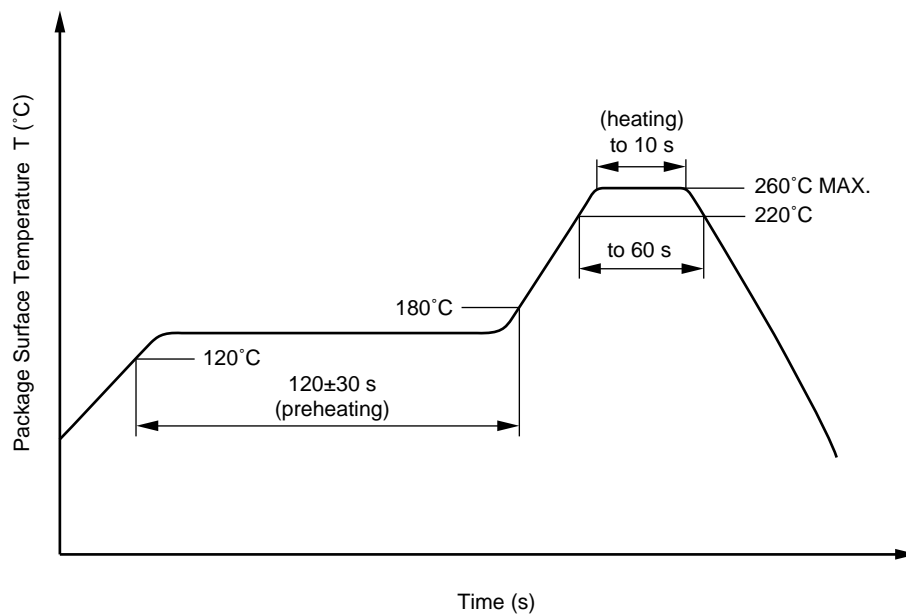 Package Surface Temperature T (˚C)
(heating)
to 10 s
260˚C MAX.
220˚C
to 60 s
180˚C
120˚C
120±30 s
(preheating)
Time (s)